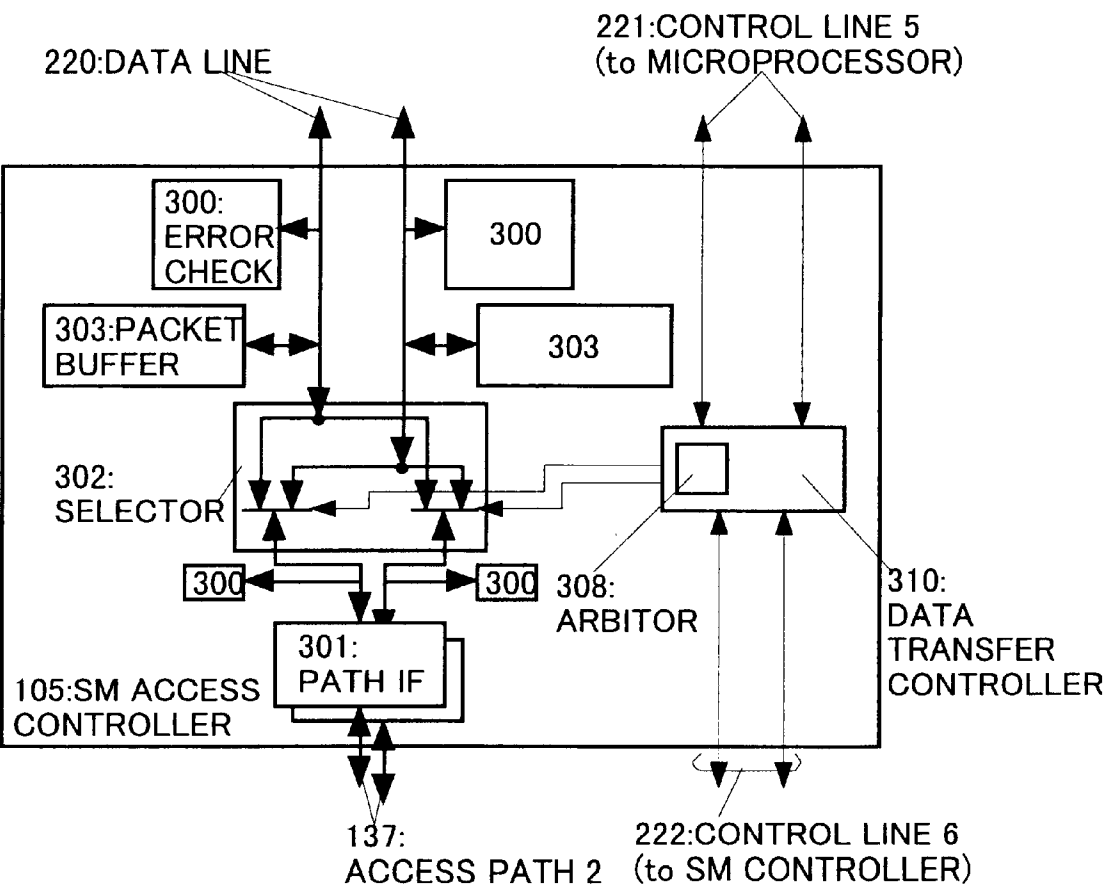 220:DATA LINE
221:CONTROL LINE 5
(to MICROPROCESSOR)
300:
ERROR
CHECK
300
303:PACKET
BUFFER
303
302:
SELECTOR
300
300
308:
ARBITOR
310:
DATA
TRANSFER
CONTROLLER
301:
PATH IF
105:SM ACCESS
CONTROLLER
137:
ACCESS PATH 2
222:CONTROL LINE 6
(to SM CONTROLLER)